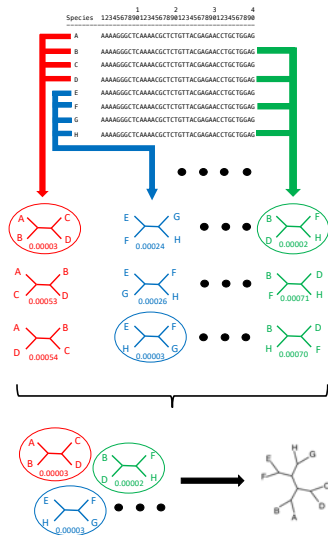 1 2 3 4
Species 1234567890123456789012345678901234567890
A AAAAGGGCTCAAAACGCTCTGTTACGAGAACCTGCTGGAG
B AAAAGGGCTCAAAACGCTCTGTTACGAGAACCTGCTGGAG
C AAAAGGGCTCAAAACGCTCTGTTACGAGAACCTGCTGGAG
D AAAAGGGCTCAAAACGCTCTGTTACGAGAACCTGCTGGAG
E AAAAGGGCTCAAAACGCTCTGTTACGAGAACCTGCTGGAG
F AAAAGGGCTCAAAACGCTCTGTTACGAGAACCTGCTGGAG
G AAAAGGGCTCAAAACGCTCTGTTACGAGAACCTGCTGGAG
H AAAAGGGCTCAAAACGCTCTGTTACGAGAACCTGCTGGAG
A C
B D
0.00003
E G
F H
0.00024
B F
D H
0.00002
A B
C D
0.00053
E F
G H
0.00026
B D
F H
0.00071
A B
D C
0.00054
E F
H G
0.00003
B D
H F
0.00070
A C
B D
0.00003
B F
D H
0.00002
E F
H G
0.00003
H
G
E
F
C
D
B
A